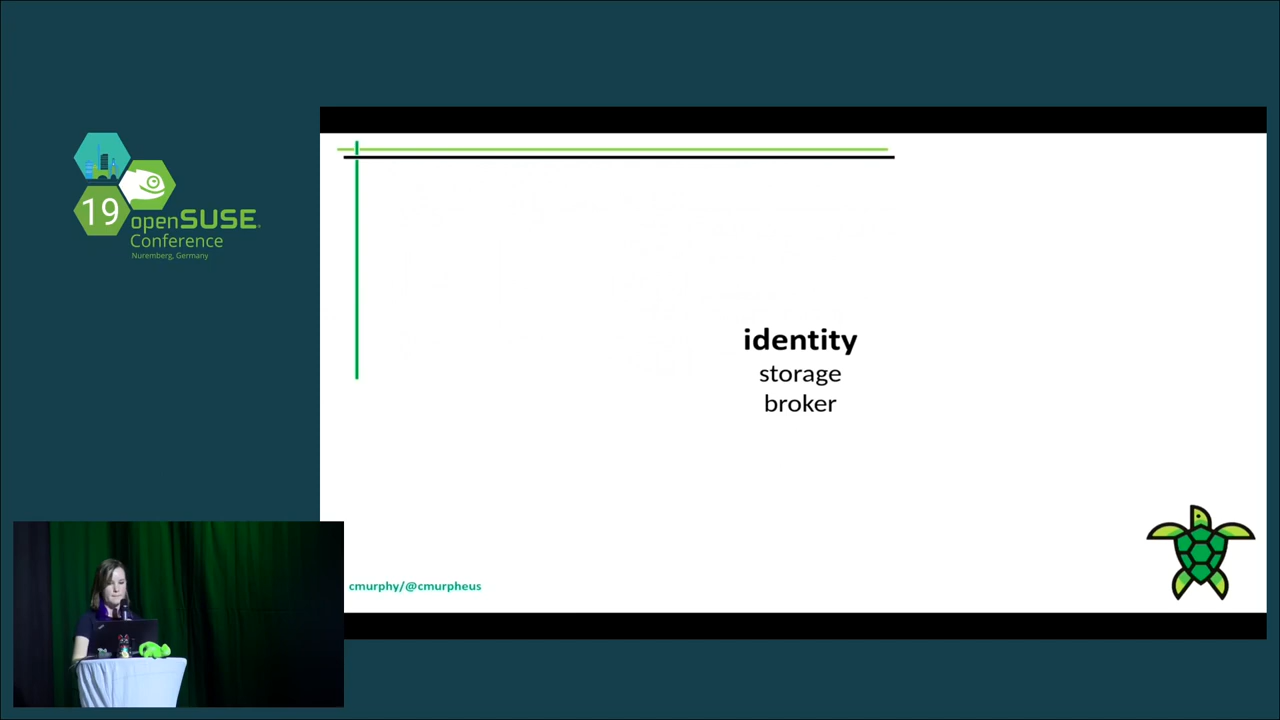 19
openSUSE
Conference
Nuremberg, Germany
identity
storage
broker
cmurphy/@cmurpheus